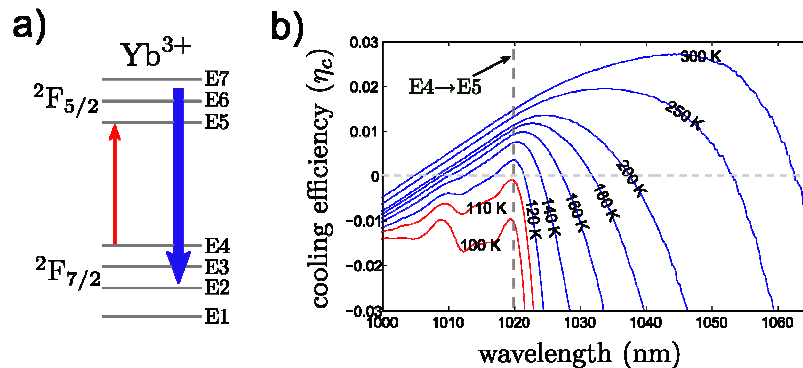 a)
Yb³⁺
²F₅/₂
E7
E6
E5
E4
²F₇/₂
E3
E2
E1
b)
cooling efficiency (η꜀)
0.03
0.02
0.01
0
-0.01
-0.02
-0.03
E4→E5
300 K
250 K
200 K
180 K
160 K
140 K
120 K
110 K
100 K
1000 1010 1020 1030 1040 1050 1060
wavelength (nm)